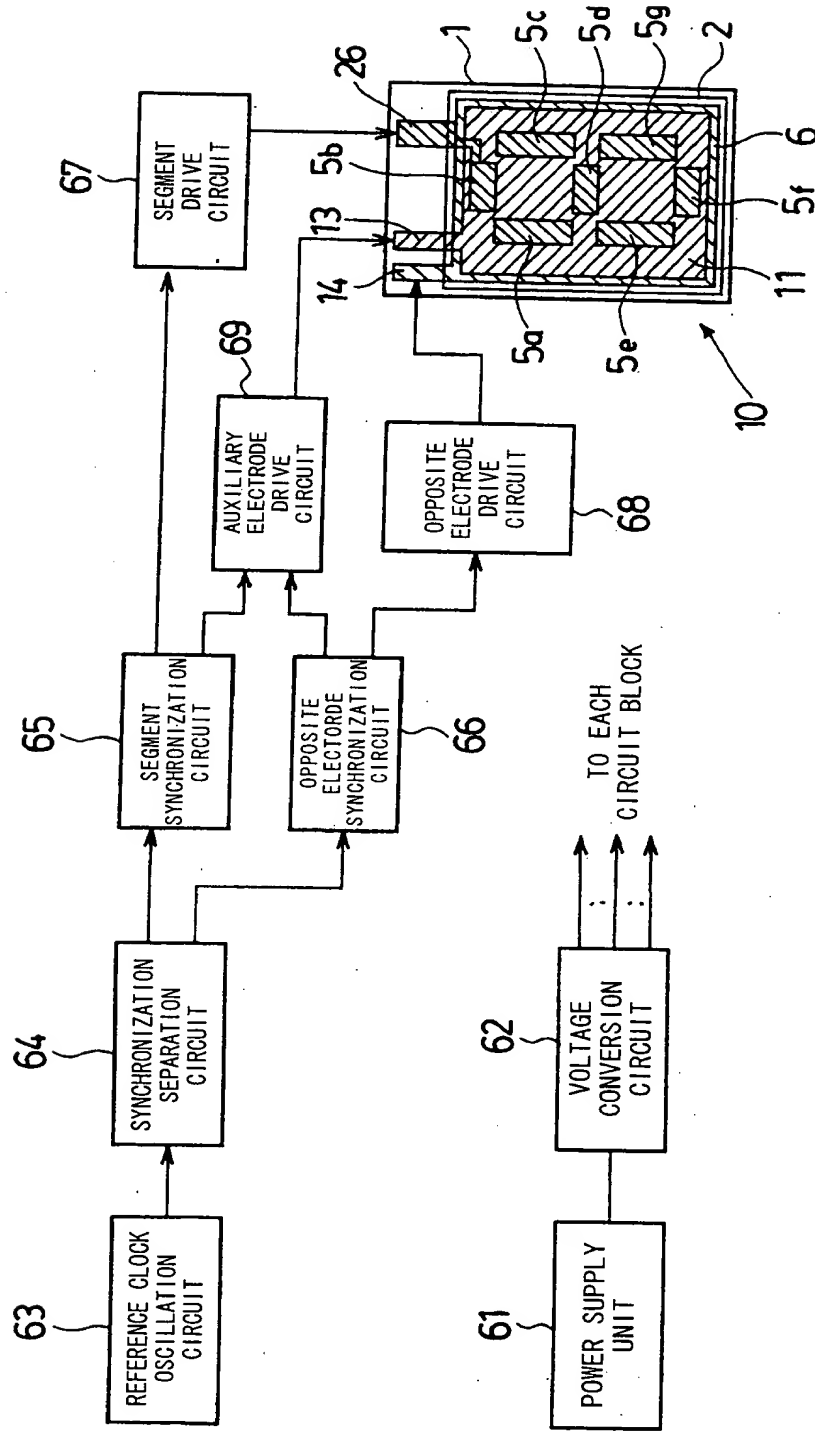 63
REFERENCE CLOCK
OSCILLATION
CIRCUIT
64
SYNCHRONIZATION
SEPARATION
CIRCUIT
65
SEGMENT
SYNCHRONIZATION
CIRCUIT
66
OPPOSITE
ELECTORDE
SYNCHRONIZATION
CIRCUIT
67
SEGMENT
DRIVE
CIRCUIT
69
AUXILIARY
ELECTRODE
DRIVE
CIRCUIT
OPPOSITE
ELECTRODE
DRIVE
CIRCUIT
68
61
POWER SUPPLY
UNIT
62
VOLTAGE
CONVERSION
CIRCUIT
TO EACH
CIRCUIT BLOCK
14
13
5b
26
1
5c
5d
5g
2
5a
5e
11
5f
6
10